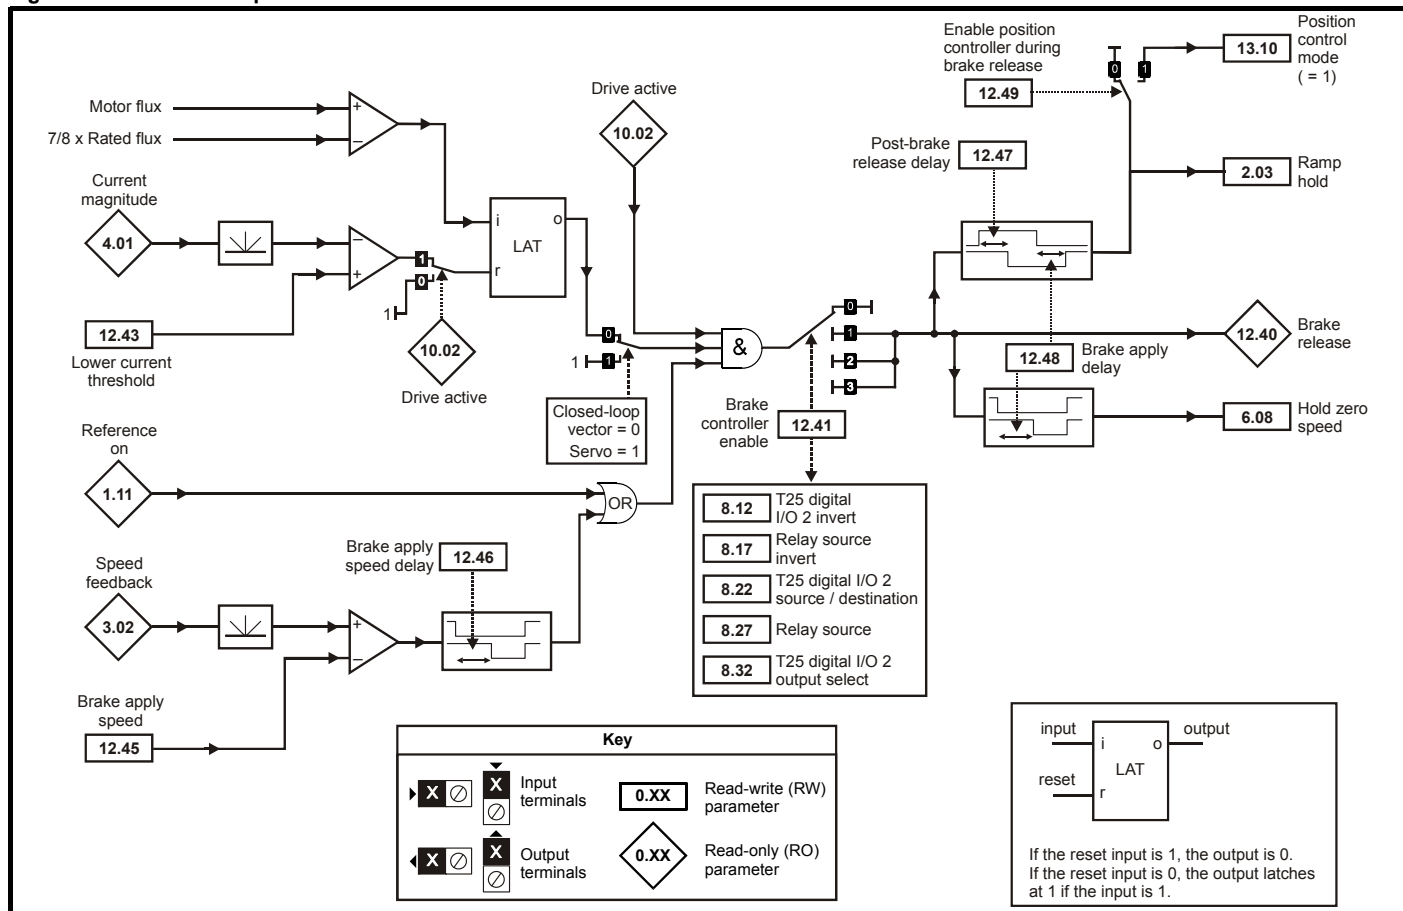 Enable position
controller during
brake release
12.49
0
1
13.10
Position
control
mode
( = 1)
Motor flux
7/8 x Rated flux
+
–
Drive active
10.02
Post-brake
release delay
12.47
2.03
Ramp
hold
Current
magnitude
4.01
–
+
1
0
1
i
o
LAT
r
12.43
Lower current
threshold
10.02
Drive active
0
1
1
Closed-loop
vector = 0
Servo = 1
&
0
1
2
3
Brake
controller
enable
12.41
12.48
Brake apply
delay
12.40
Brake
release
6.08
Hold zero
speed
Reference
on
1.11
OR
8.12
T25 digital
I/O 2 invert
8.17
Relay source
invert
8.22
T25 digital I/O 2
source / destination
8.27
Relay source
8.32
T25 digital I/O 2
output select
Brake apply
speed delay
12.46
Speed
feedback
3.02
+
–
Brake apply
speed
12.45
Key
X
X
Input
terminals
0.XX
Read-write (RW)
parameter
X
X
Output
terminals
0.XX
Read-only (RO)
parameter
input
output
i
o
LAT
reset
r
If the reset input is 1, the output is 0.
If the reset input is 0, the output latches
at 1 if the input is 1.